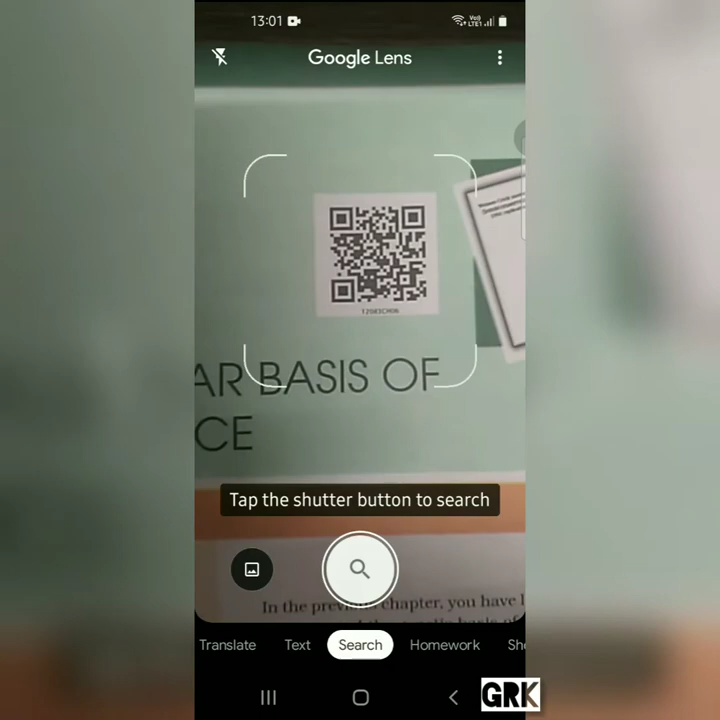 13:01
Google Lens
12083CH06
AR BASIS OF
CE
Tap the shutter button to search
In the previous chapter, you have l
Translate Text Search Homework Sh
GRK